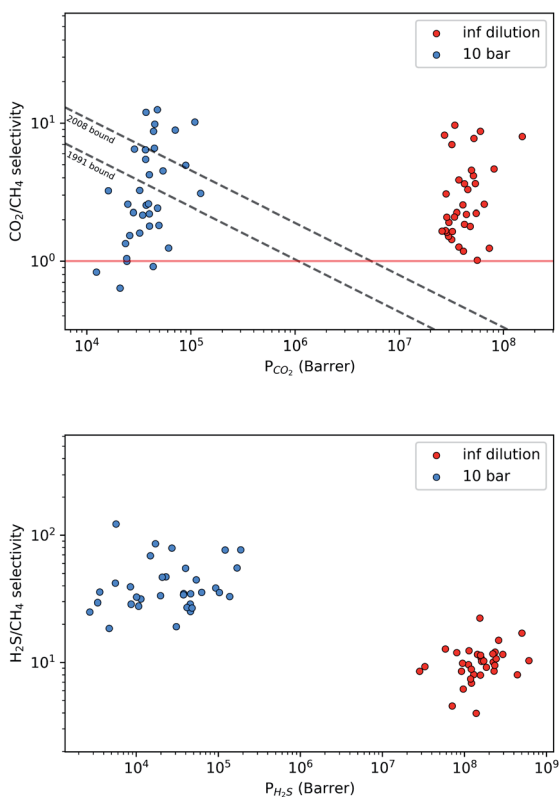 inf dilution
10 bar
2008 bound
1991 bound
CO₂/CH₄ selectivity
10¹
10⁰
10⁴ 10⁵ 10⁶ 10⁷ 10⁸
P_CO₂ (Barrer)
inf dilution
10 bar
H₂S/CH₄ selectivity
10²
10¹
10⁴ 10⁵ 10⁶ 10⁷ 10⁸ 10⁹
P_H₂S (Barrer)